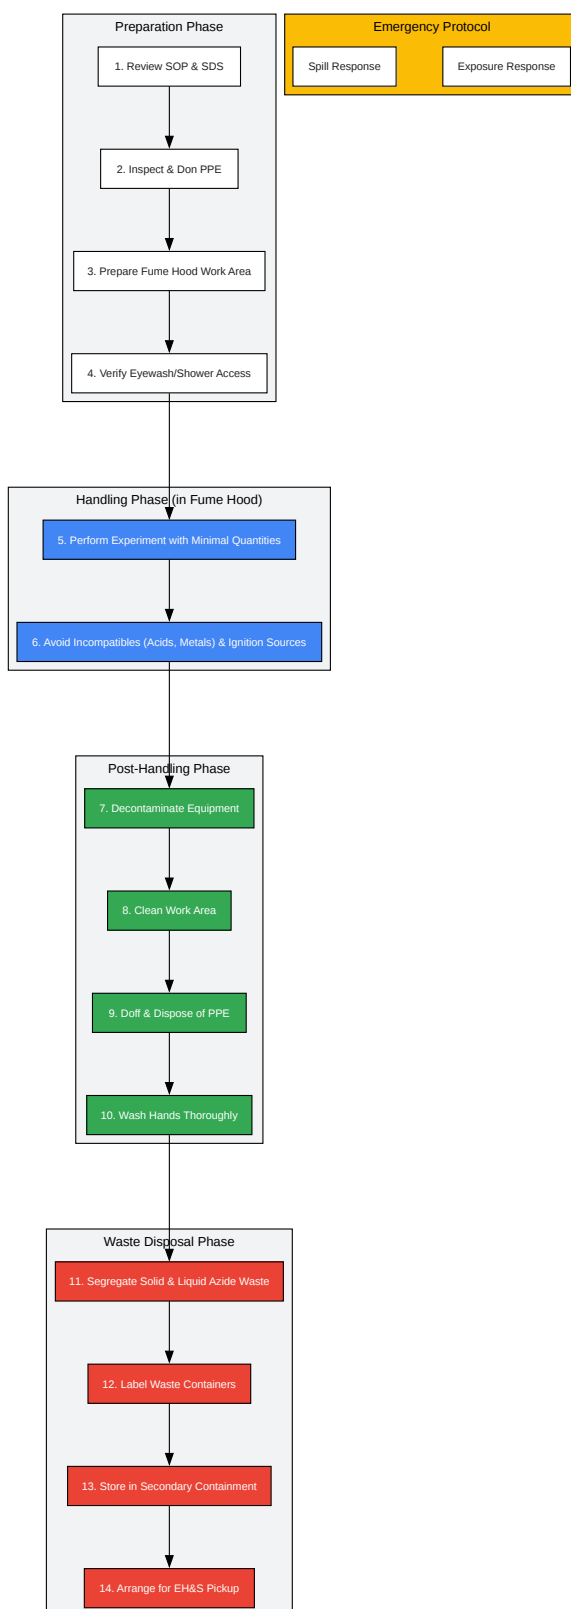 Preparation Phase
1. Review SOP & SDS
2. Inspect & Don PPE
3. Prepare Fume Hood Work Area
4. Verify Eyewash/Shower Access
Emergency Protocol
Spill Response
Exposure Response
Handling Phase (in Fume Hood)
5. Perform Experiment with Minimal Quantities
6. Avoid Incompatibles (Acids, Metals) & Ignition Sources
Post-Handling Phase
7. Decontaminate Equipment
8. Clean Work Area
9. Doff & Dispose of PPE
10. Wash Hands Thoroughly
Waste Disposal Phase
11. Segregate Solid & Liquid Azide Waste
12. Label Waste Containers
13. Store in Secondary Containment
14. Arrange for EH&S Pickup